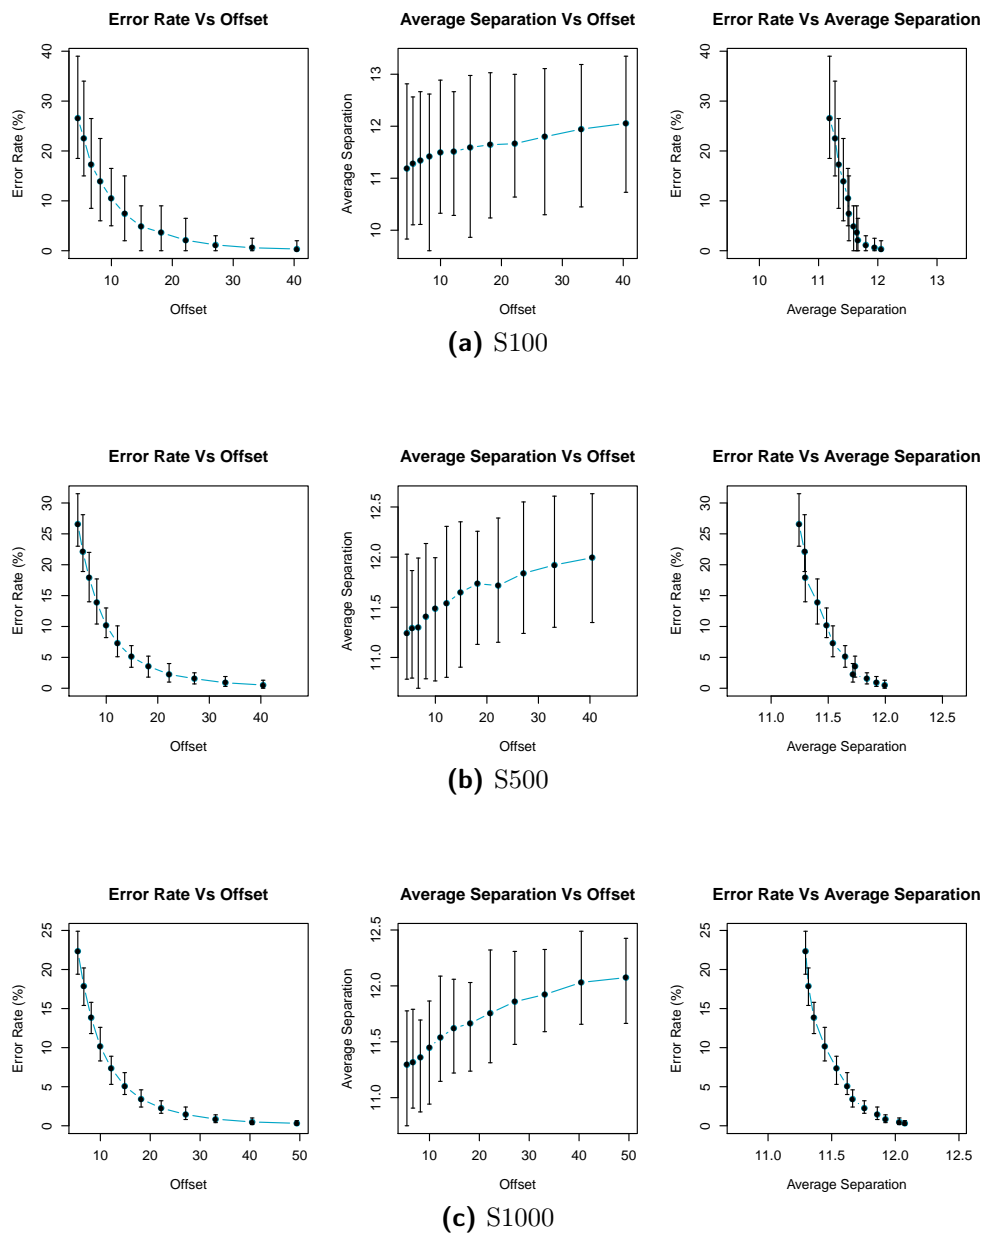 Error Rate Vs Offset
Error Rate (%)
0 10 20 30 40
10 20 30 40
Offset
Average Separation Vs Offset
Average Separation
10 11 12 13
10 20 30 40
Offset
Error Rate Vs Average Separation
Error Rate (%)
0 10 20 30 40
10 11 12 13
Average Separation
(a) S100
Error Rate Vs Offset
Error Rate (%)
0 5 10 15 20 25 30
10 20 30 40
Offset
Average Separation Vs Offset
Average Separation
11.0 11.5 12.0 12.5
10 20 30 40
Offset
Error Rate Vs Average Separation
Error Rate (%)
0 5 10 15 20 25 30
11.0 11.5 12.0 12.5
Average Separation
(b) S500
Error Rate Vs Offset
Error Rate (%)
0 5 10 15 20 25
10 20 30 40 50
Offset
Average Separation Vs Offset
Average Separation
11.0 11.5 12.0 12.5
10 20 30 40 50
Offset
Error Rate Vs Average Separation
Error Rate (%)
0 5 10 15 20 25
11.0 11.5 12.0 12.5
Average Separation
(c) S1000